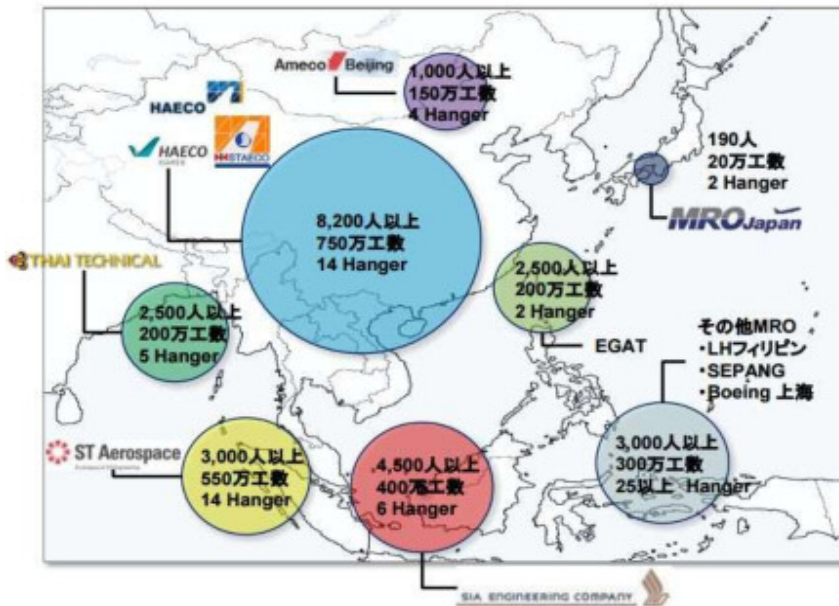 Ameco Beijing
1,000人以上
150万工数
4 Hanger
HAECO
HAECO
STAECO
190人
20万工数
2 Hanger
MRO Japan
8,200人以上
750万工数
14 Hanger
THAI TECHNICAL
2,500人以上
200万工数
2 Hanger
2,500人以上
200万工数
5 Hanger
EGAT
その他MRO
・LHフィリピン
・SEPANG
・Boeing 上海
ST Aerospace
3,000人以上
550万工数
14 Hanger
4,500人以上
400万工数
6 Hanger
3,000人以上
300万工数
25以上 Hanger
SIA ENGINEERING COMPANY